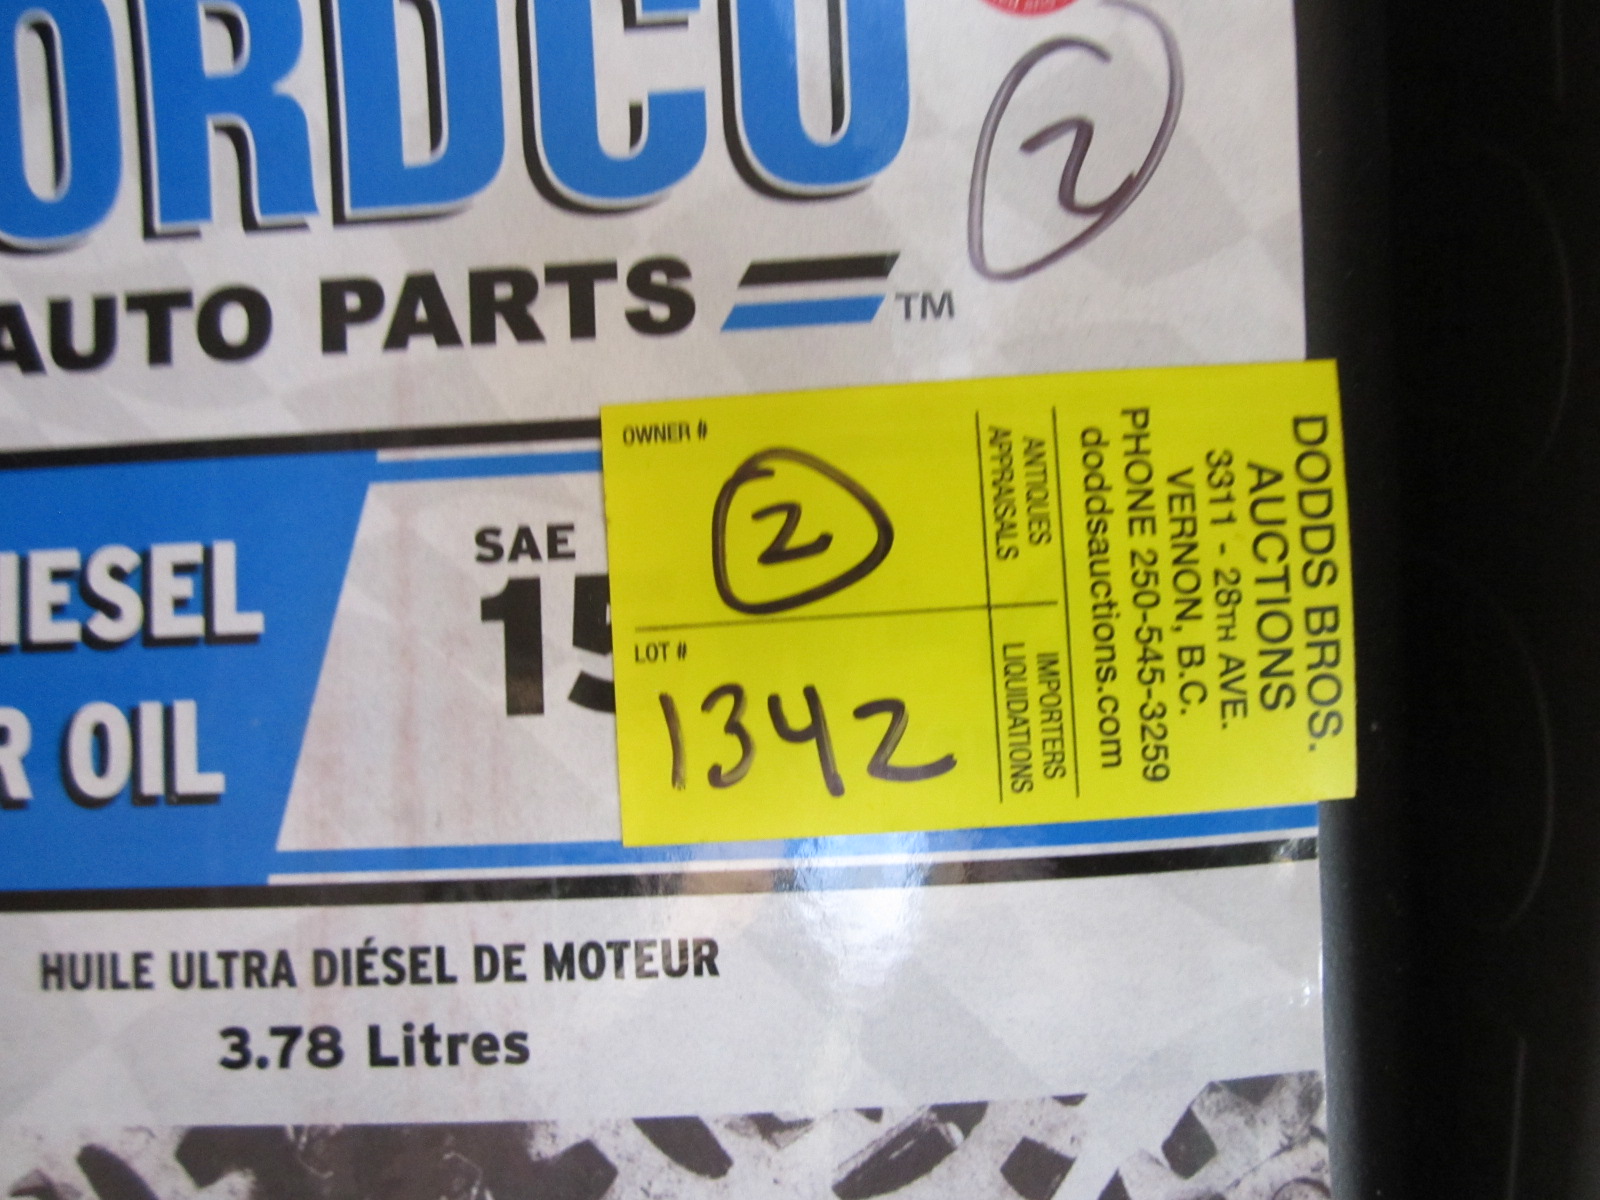 ORDCO
2
AUTO PARTS TM
OWNER #
2
LOT #
1342
ANTIQUES
APPRAISALS
IMPORTERS
LIQUIDATIONS
DODDS BROS.
AUCTIONS
3311 - 28TH AVE.
VERNON, B.C.
PHONE 250-545-3259
doddsauctions.com
IESEL
R OIL
SAE
15
HUILE ULTRA DIÉSEL DE MOTEUR
3.78 Litres